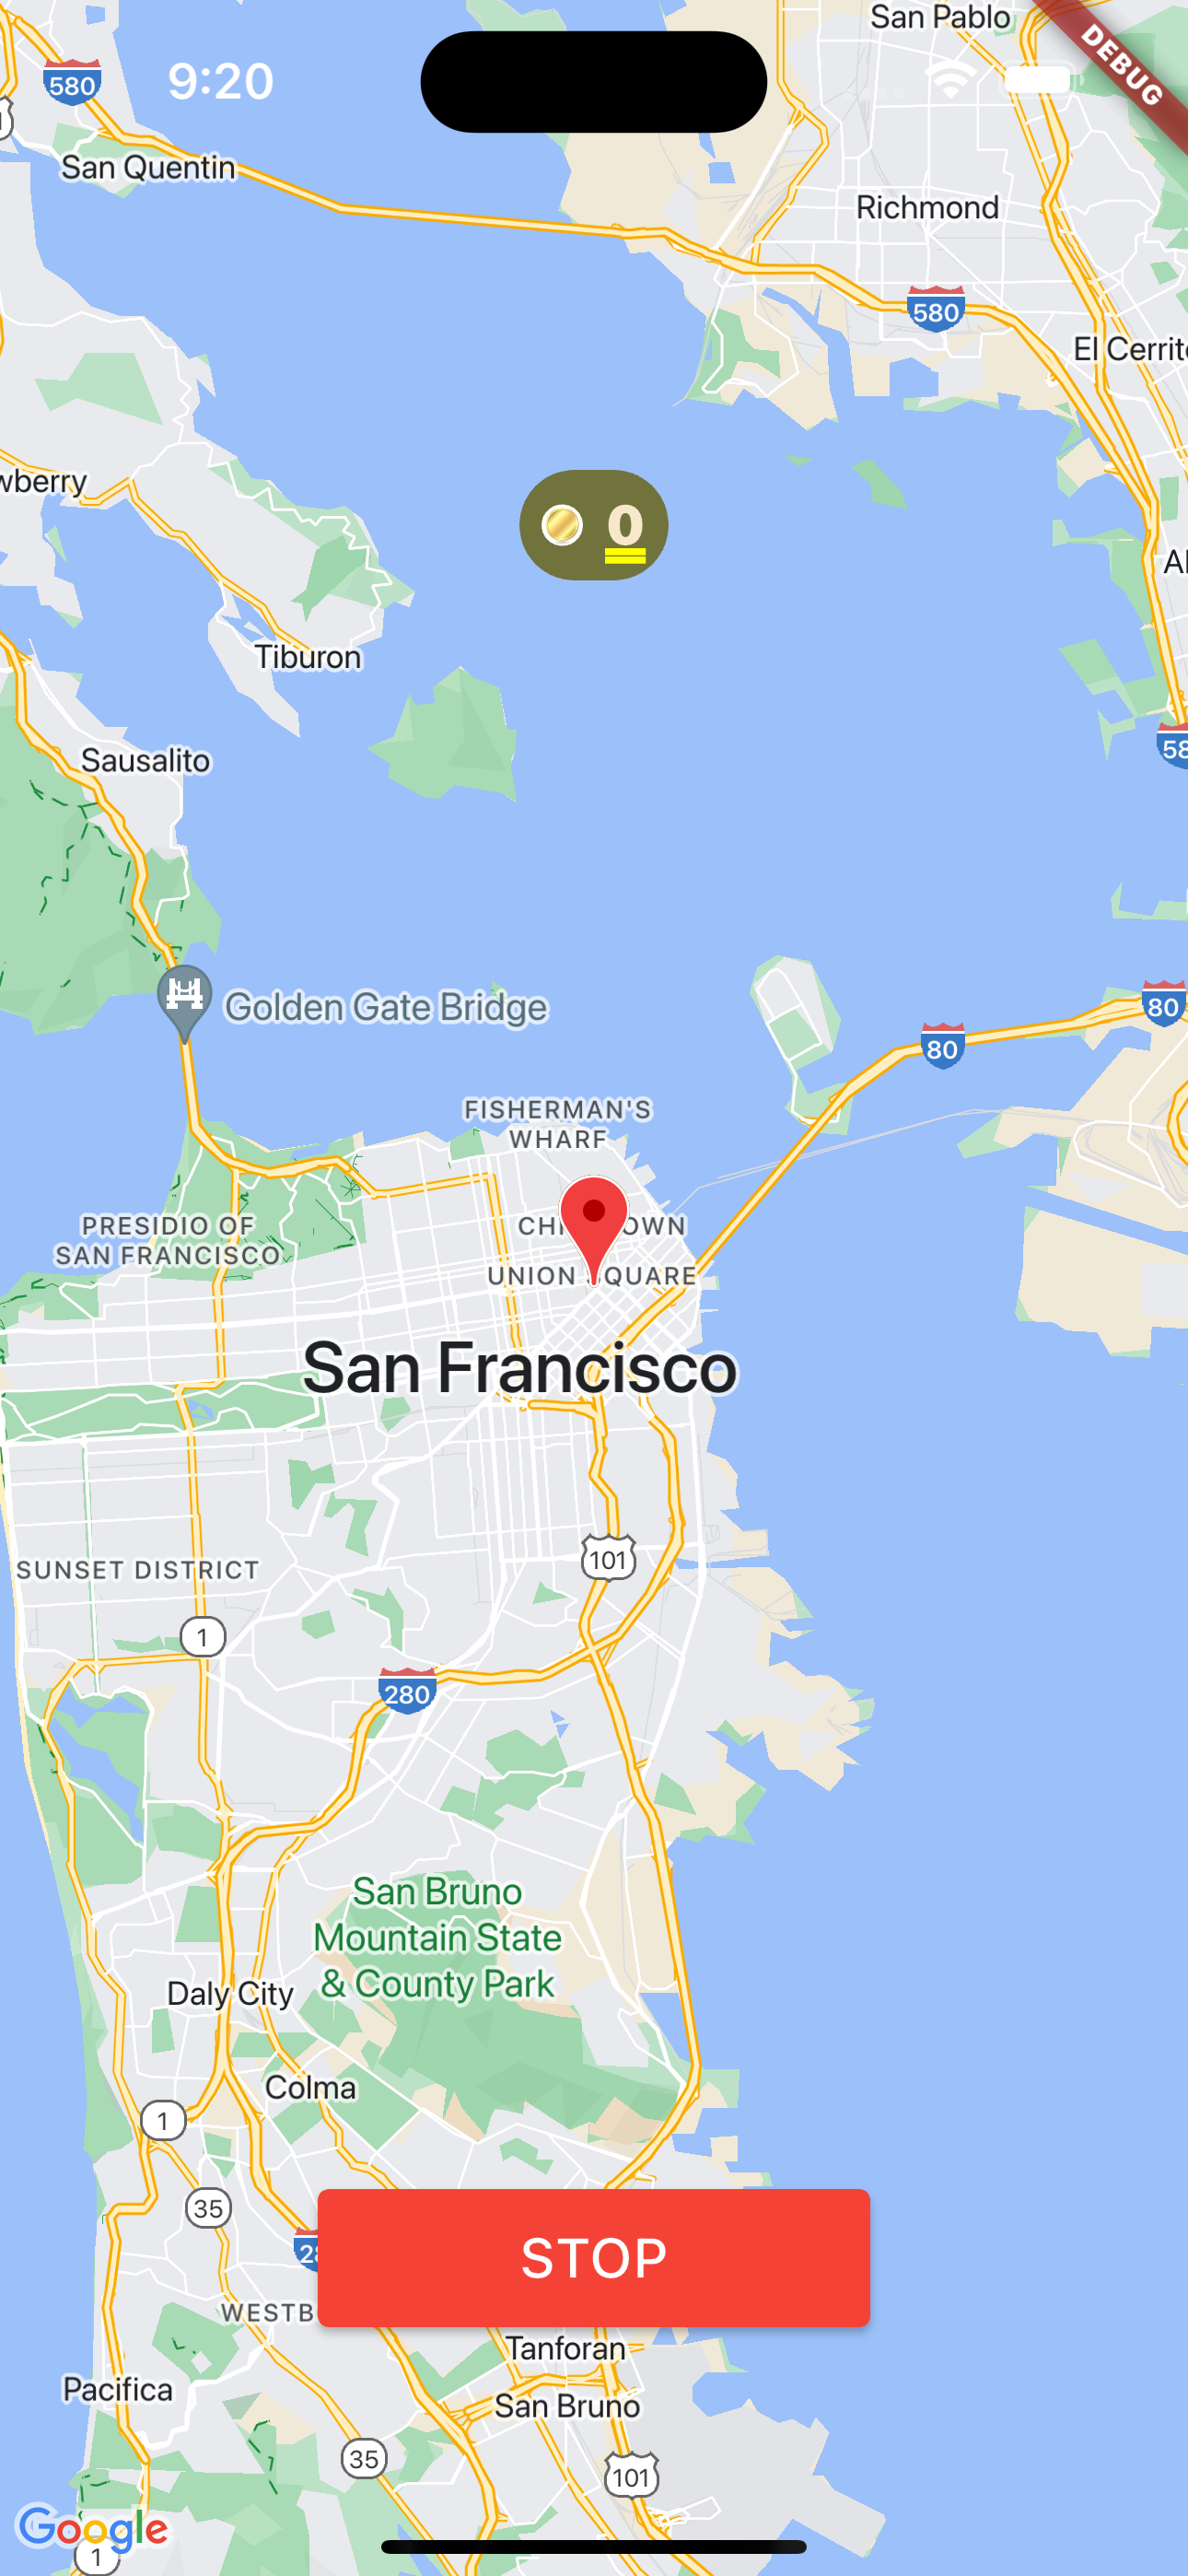 San Pablo
DEBUG
580
9:20
San Quentin
Richmond
580
El Cerrit
wberry
0
Al
Tiburon
58
Sausalito
80
Golden Gate Bridge
80
FISHERMAN'S
WHARF
PRESIDIO OF
SAN FRANCISCO
CHI OWN
UNION SQUARE
San Francisco
101
SUNSET DISTRICT
1
280
San Bruno
Mountain State
& County Park
Daly City
Colma
1
35
28
STOP
WESTB
Tanforan
Pacifica
San Bruno
35
101
Google
1